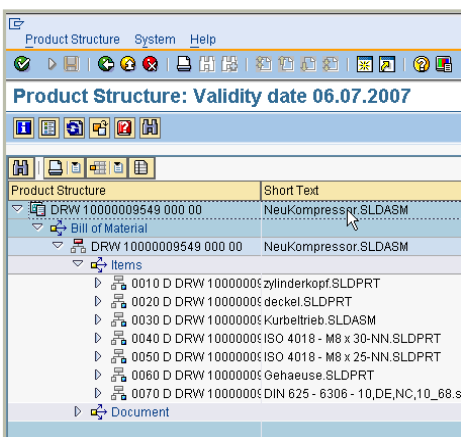 Product Structure System Help
Product Structure: Validity date 06.07.2007
Product Structure Short Text
DRW 10000009549 000 00 NeuKompressor.SLDASM
Bill of Material
DRW 10000009549 000 00 NeuKompressor.SLDASM
Items
0010 D DRW 1000000 zylinderkopf.SLDPRT
0020 D DRW 1000000 deckel.SLDPRT
0030 D DRW 1000000 Kurbeltrieb.SLDASM
0040 D DRW 1000000 ISO 4018 - M8 x 30-NN.SLDPRT
0050 D DRW 1000000 ISO 4018 - M8 x 25-NN.SLDPRT
0060 D DRW 1000000 Gehaeuse.SLDPRT
0070 D DRW 1000000 DIN 625 - 6306 - 10,DE,NC,10_68.s
Document